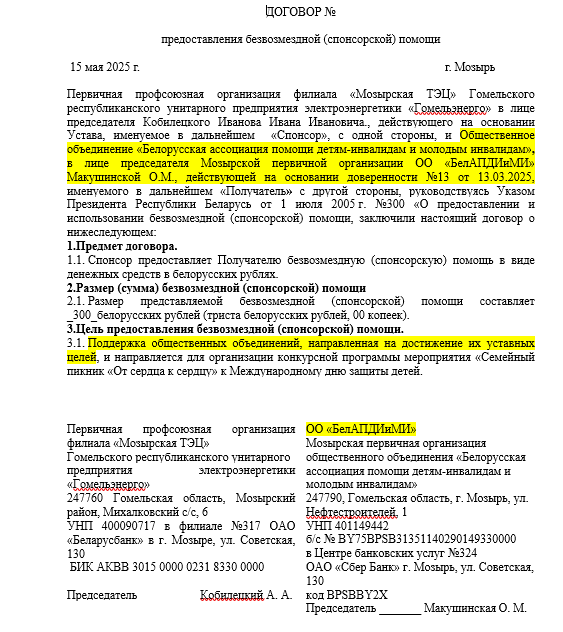 ДОГОВОР №
предоставления безвозмездной (спонсорской) помощи
15 мая 2025 г. г. Мозырь
Первичная профсоюзная организация филиала «Мозырская ТЭЦ» Гомельского
республиканского унитарного предприятия электроэнергетики «Гомельэнерго» в лице
председателя Кобилецкого Иванова Ивана Ивановича., действующего на основании
Устава, именуемое в дальнейшем «Спонсор», с одной стороны, и Общественное
объединение «Белорусская ассоциация помощи детям-инвалидам и молодым инвалидам»,
в лице председателя Мозырской первичной организации ОО «БелАПДИиМИ»
Макушинской О.М., действующей на основании доверенности №13 от 13.03.2025,
именуемого в дальнейшем «Получатель» с другой стороны, руководствуясь Указом
Президента Республики Беларусь от 1 июля 2005 г. №300 «О предоставлении и
использовании безвозмездной (спонсорской) помощи, заключили настоящий договор о
нижеследующем:
1.Предмет договора.
1.1. Спонсор предоставляет Получателю безвозмездную (спонсорскую) помощь в виде
денежных средств в белорусских рублях.
2.Размер (сумма) безвозмездной (спонсорской) помощи
2.1. Размер представляемой безвозмездной (спонсорской) помощи составляет
_300_белорусских рублей (триста белорусских рублей, 00 копеек).
3.Цель предоставления безвозмездной (спонсорской) помощи.
3.1. Поддержка общественных объединений, направленная на достижение их уставных
целей, и направляется для организации конкурсной программы мероприятия «Семейный
пикник «От сердца к сердцу» к Международному дню защиты детей.
Первичная профсоюзная организация
филиала «Мозырская ТЭЦ»
Гомельского республиканского унитарного
предприятия электроэнергетики
«Гомельэнерго»
247760 Гомельская область, Мозырский
район, Михалковский с/с, 6
УНП 400090717 в филиале №317 ОАО
«Беларусбанк» в г. Мозыре, ул. Советская,
130
БИК АКВВ 3015 0000 0231 8330 0000
Председатель Кобилецкий А. А.
ОО «БелАПДИиМИ»
Мозырская первичная организация
общественного объединения «Белорусская
ассоциация помощи детям-инвалидам и
молодым инвалидам»
247790, Гомельская область, г. Мозырь, ул.
Нефтестроителей, 1
УНП 401149442
б/с № BY75BPSB31351140290149330000
в Центре банковских услуг №324
ОАО «Сбер Банк» г. Мозырь, ул. Советская,
130
код BPSBBY2X
Председатель _______ Макушинская О. М.